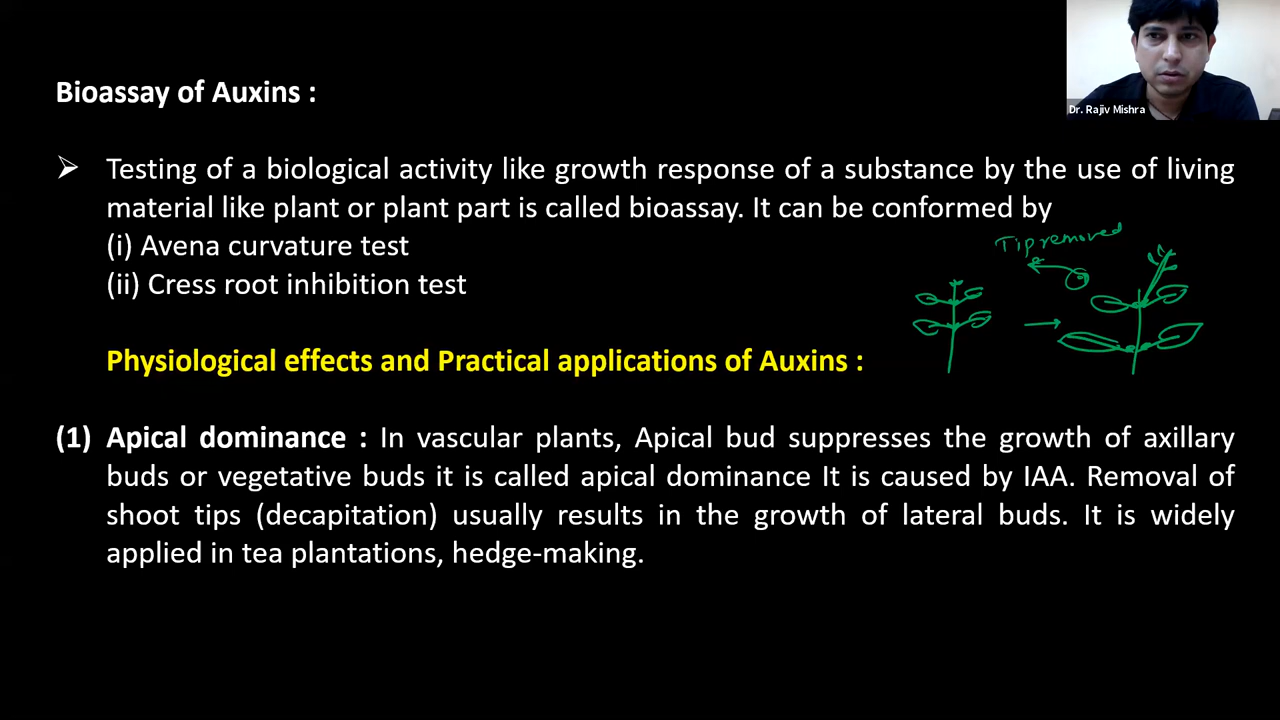 Dr. Rajiv Mishra
Bioassay of Auxins :
➢ Testing of a biological activity like growth response of a substance by the use of living
material like plant or plant part is called bioassay. It can be conformed by
(i) Avena curvature test
(ii) Cress root inhibition test
Tip removed
Physiological effects and Practical applications of Auxins :
(1) Apical dominance : In vascular plants, Apical bud suppresses the growth of axillary
buds or vegetative buds it is called apical dominance It is caused by IAA. Removal of
shoot tips (decapitation) usually results in the growth of lateral buds. It is widely
applied in tea plantations, hedge-making.